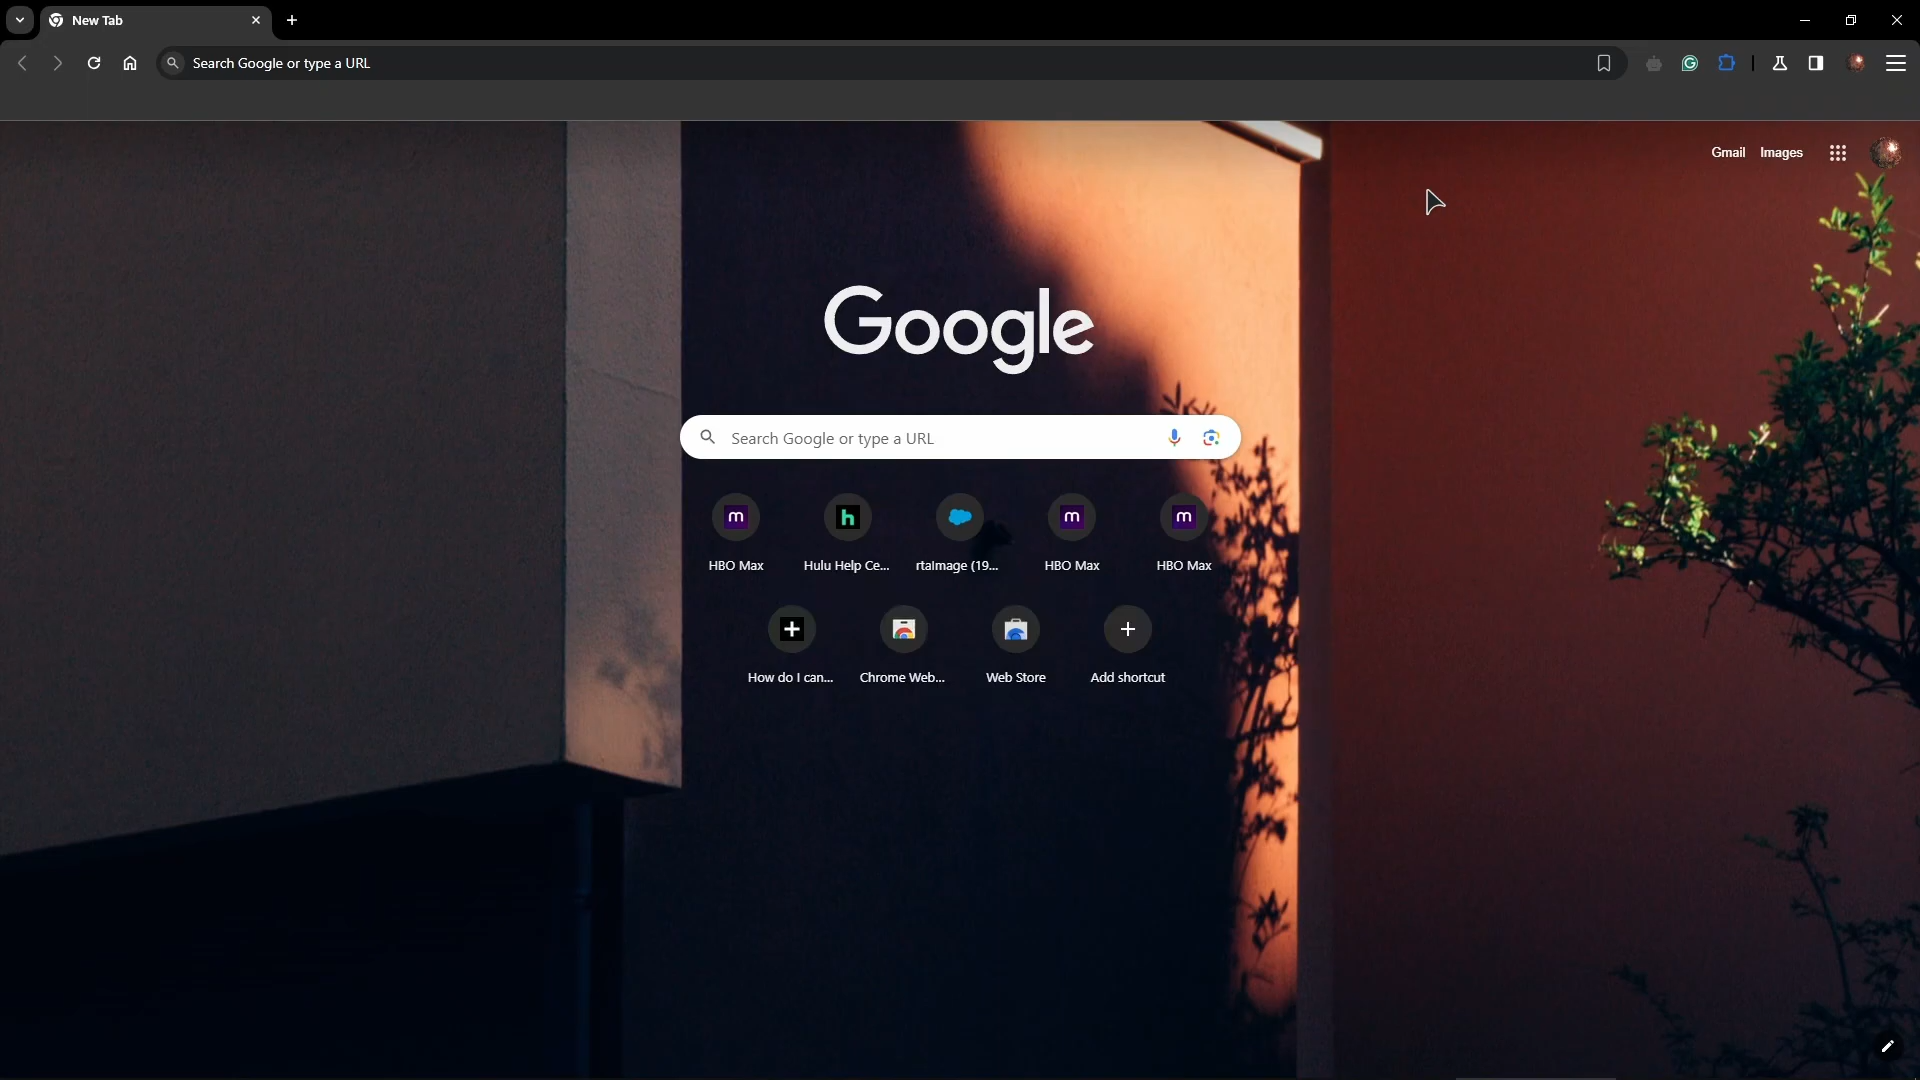 New Tab
Search Google or type a URL
Gmail Images
Google
Search Google or type a URL
HBO Max
Hulu Help Ce...
rtaImage (19...
HBO Max
HBO Max
How do I can...
Chrome Web...
Web Store
Add shortcut